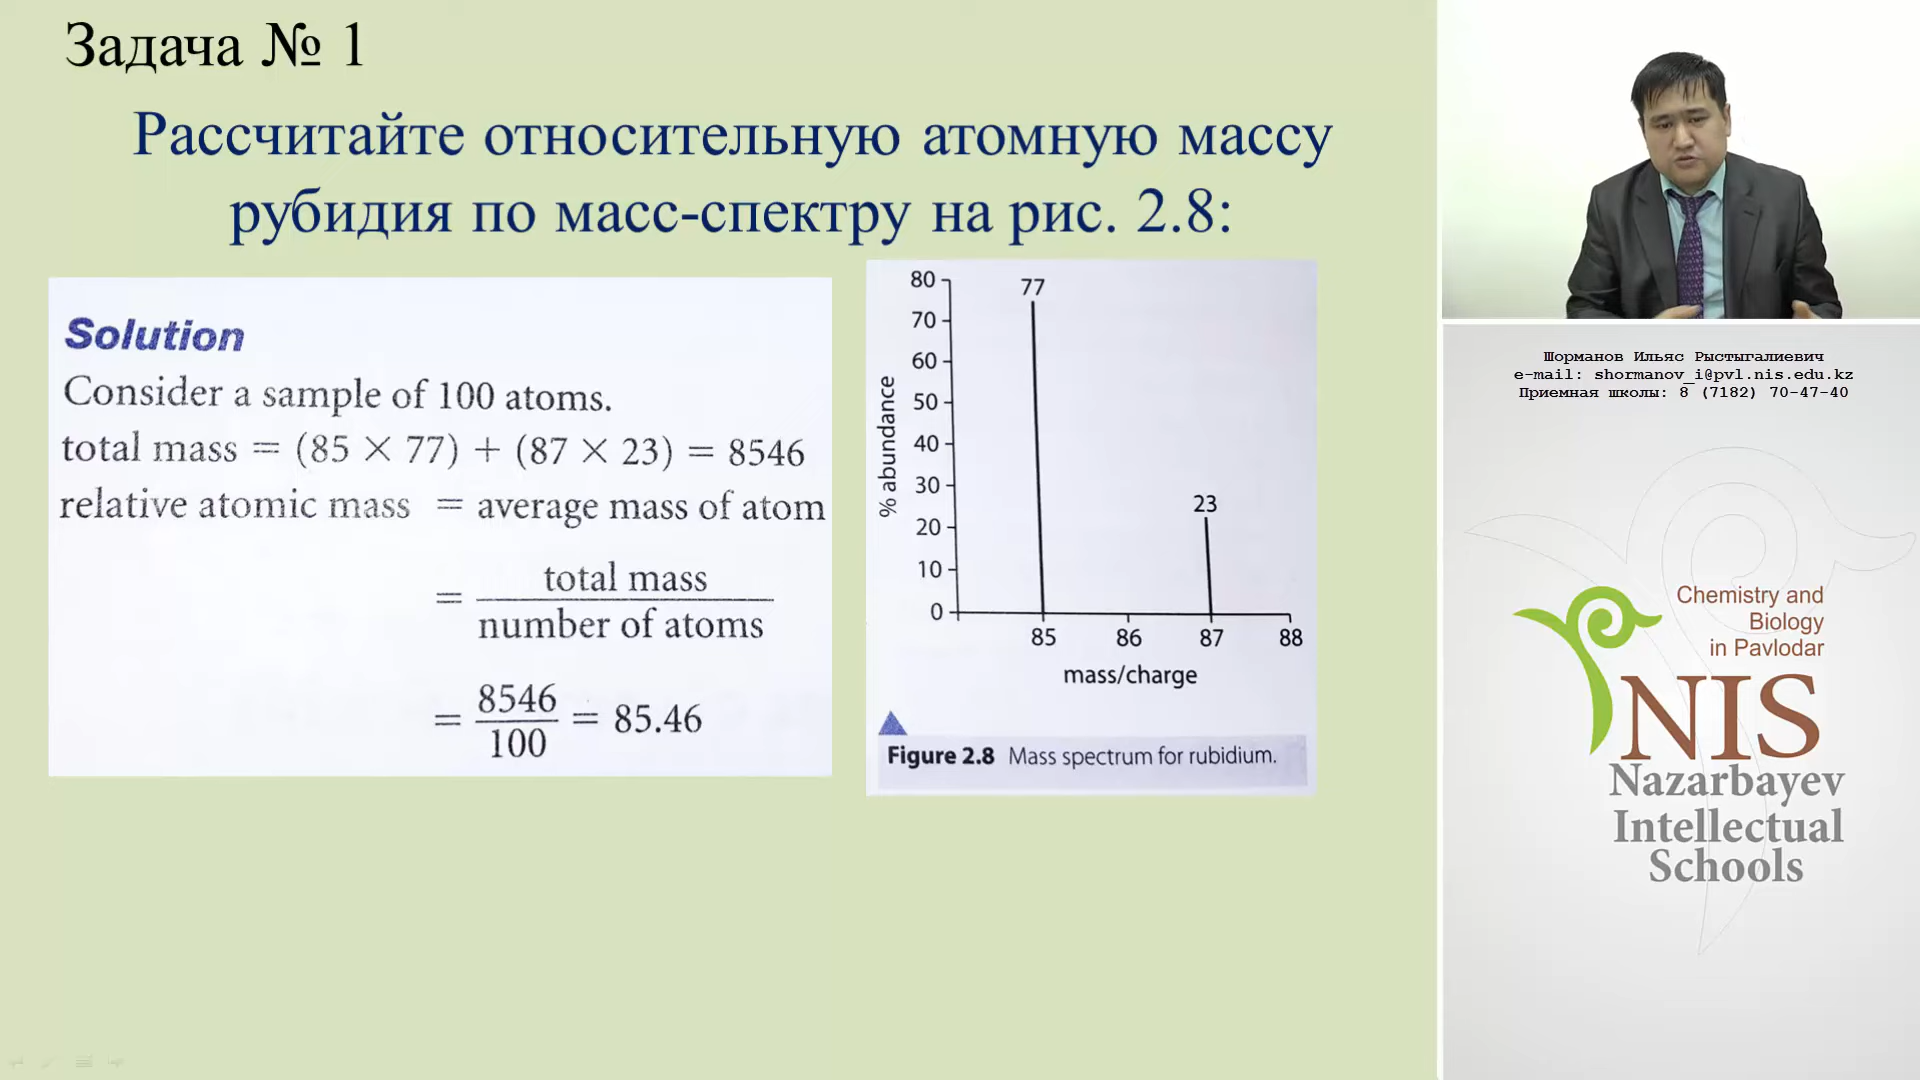 Задача № 1
Рассчитайте относительную атомную массу
рубидия по масс-спектру на рис. 2.8:
Solution
Consider a sample of 100 atoms.
total mass = (85 × 77) + (87 × 23) = 8546
relative atomic mass = average mass of atom
= total mass
number of atoms
= 8546
100
= 85.46
80
70
60
50
40
30
20
10
0
% abundance
77
23
85 86 87 88
mass/charge
Figure 2.8 Mass spectrum for rubidium.
Шорманов Ильяс Рыстыгалиевич
e-mail: shormanov_i@pvl.nis.edu.kz
Приемная школы: 8 (7182) 70-47-40
Chemistry and
Biology
in Pavlodar
NIS
Nazarbayev
Intellectual
Schools